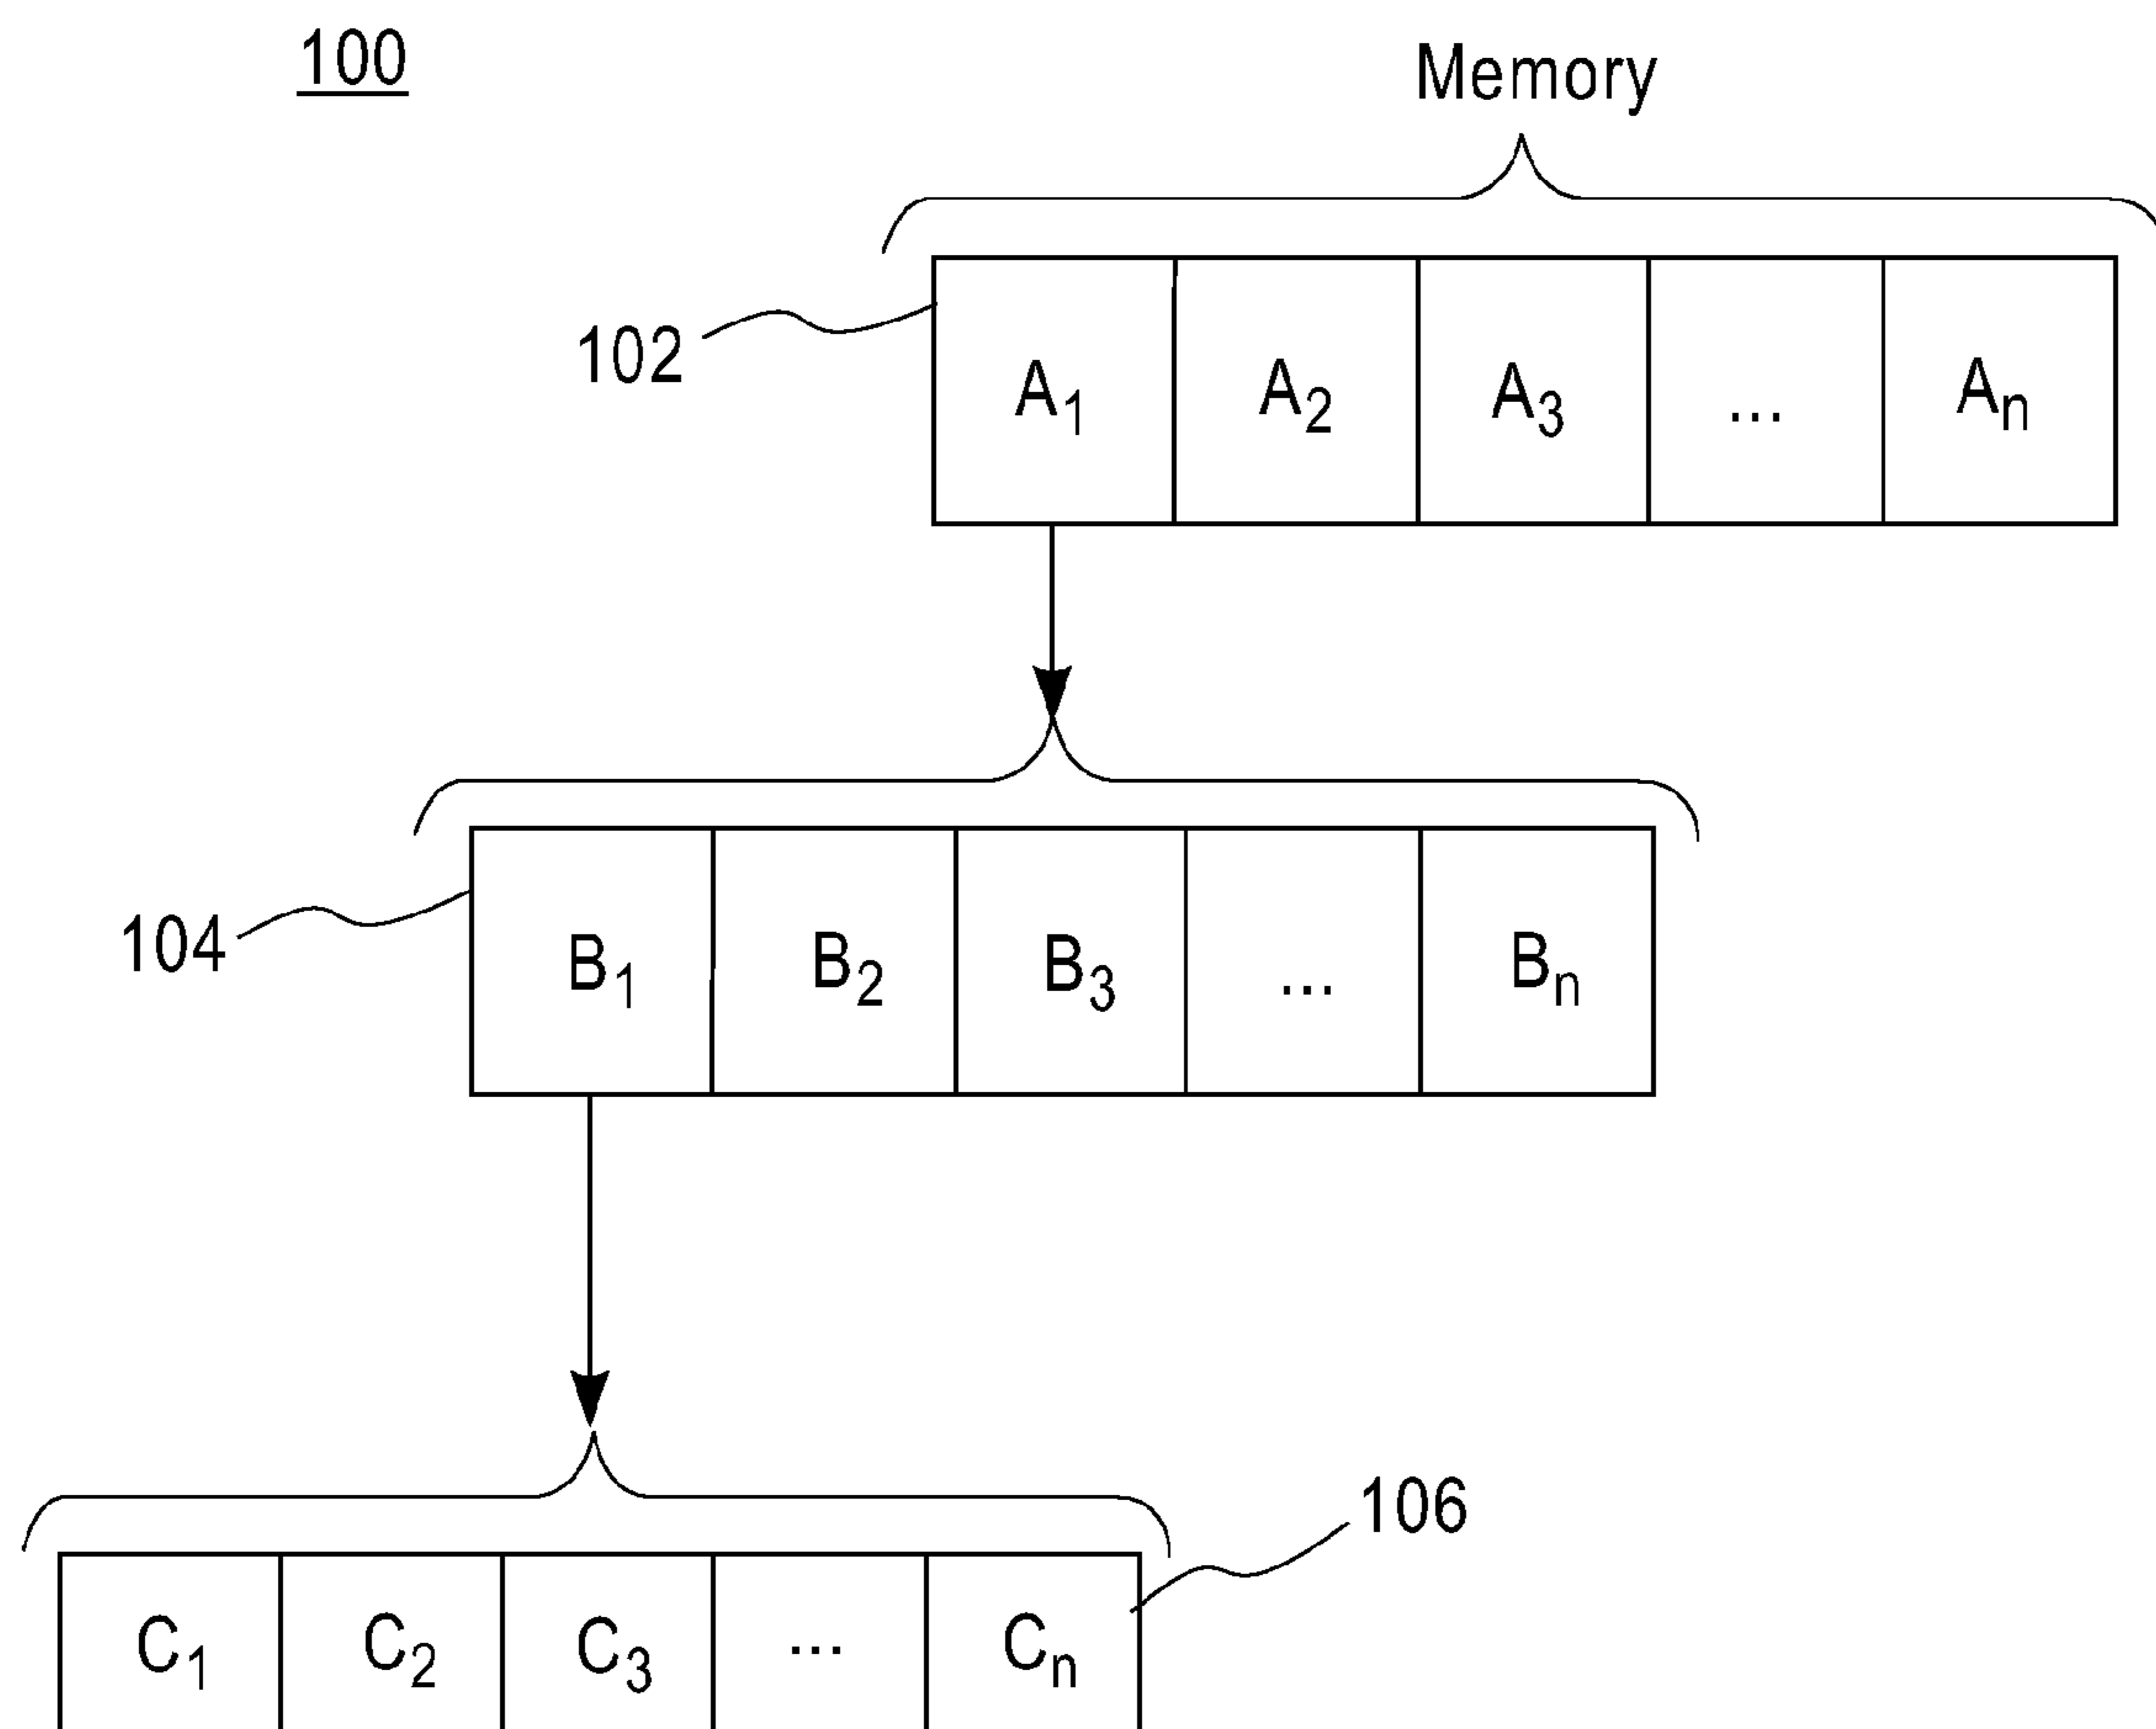 100
Memory
102
A₁ A₂ A₃ ... Aₙ
104
B₁ B₂ B₃ ... Bₙ
106
C₁ C₂ C₃ ... Cₙ